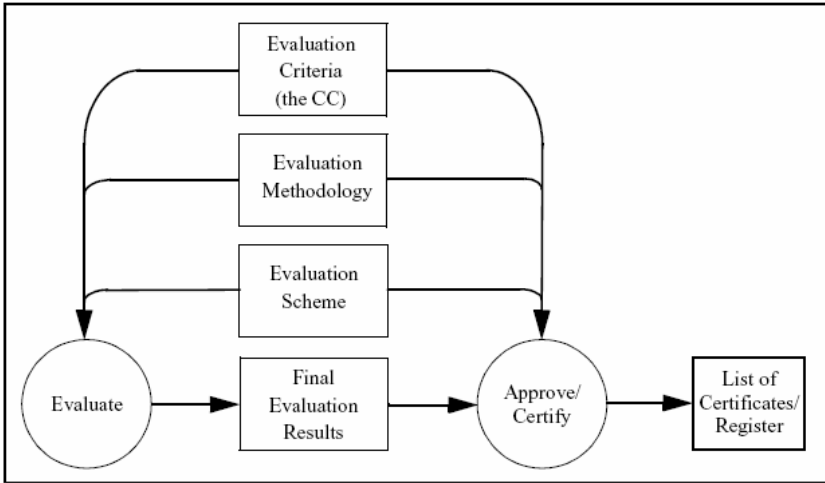 Evaluation
Criteria
(the CC)
Evaluation
Methodology
Evaluation
Scheme
Evaluate
Final
Evaluation
Results
Approve/
Certify
List of
Certificates/
Register